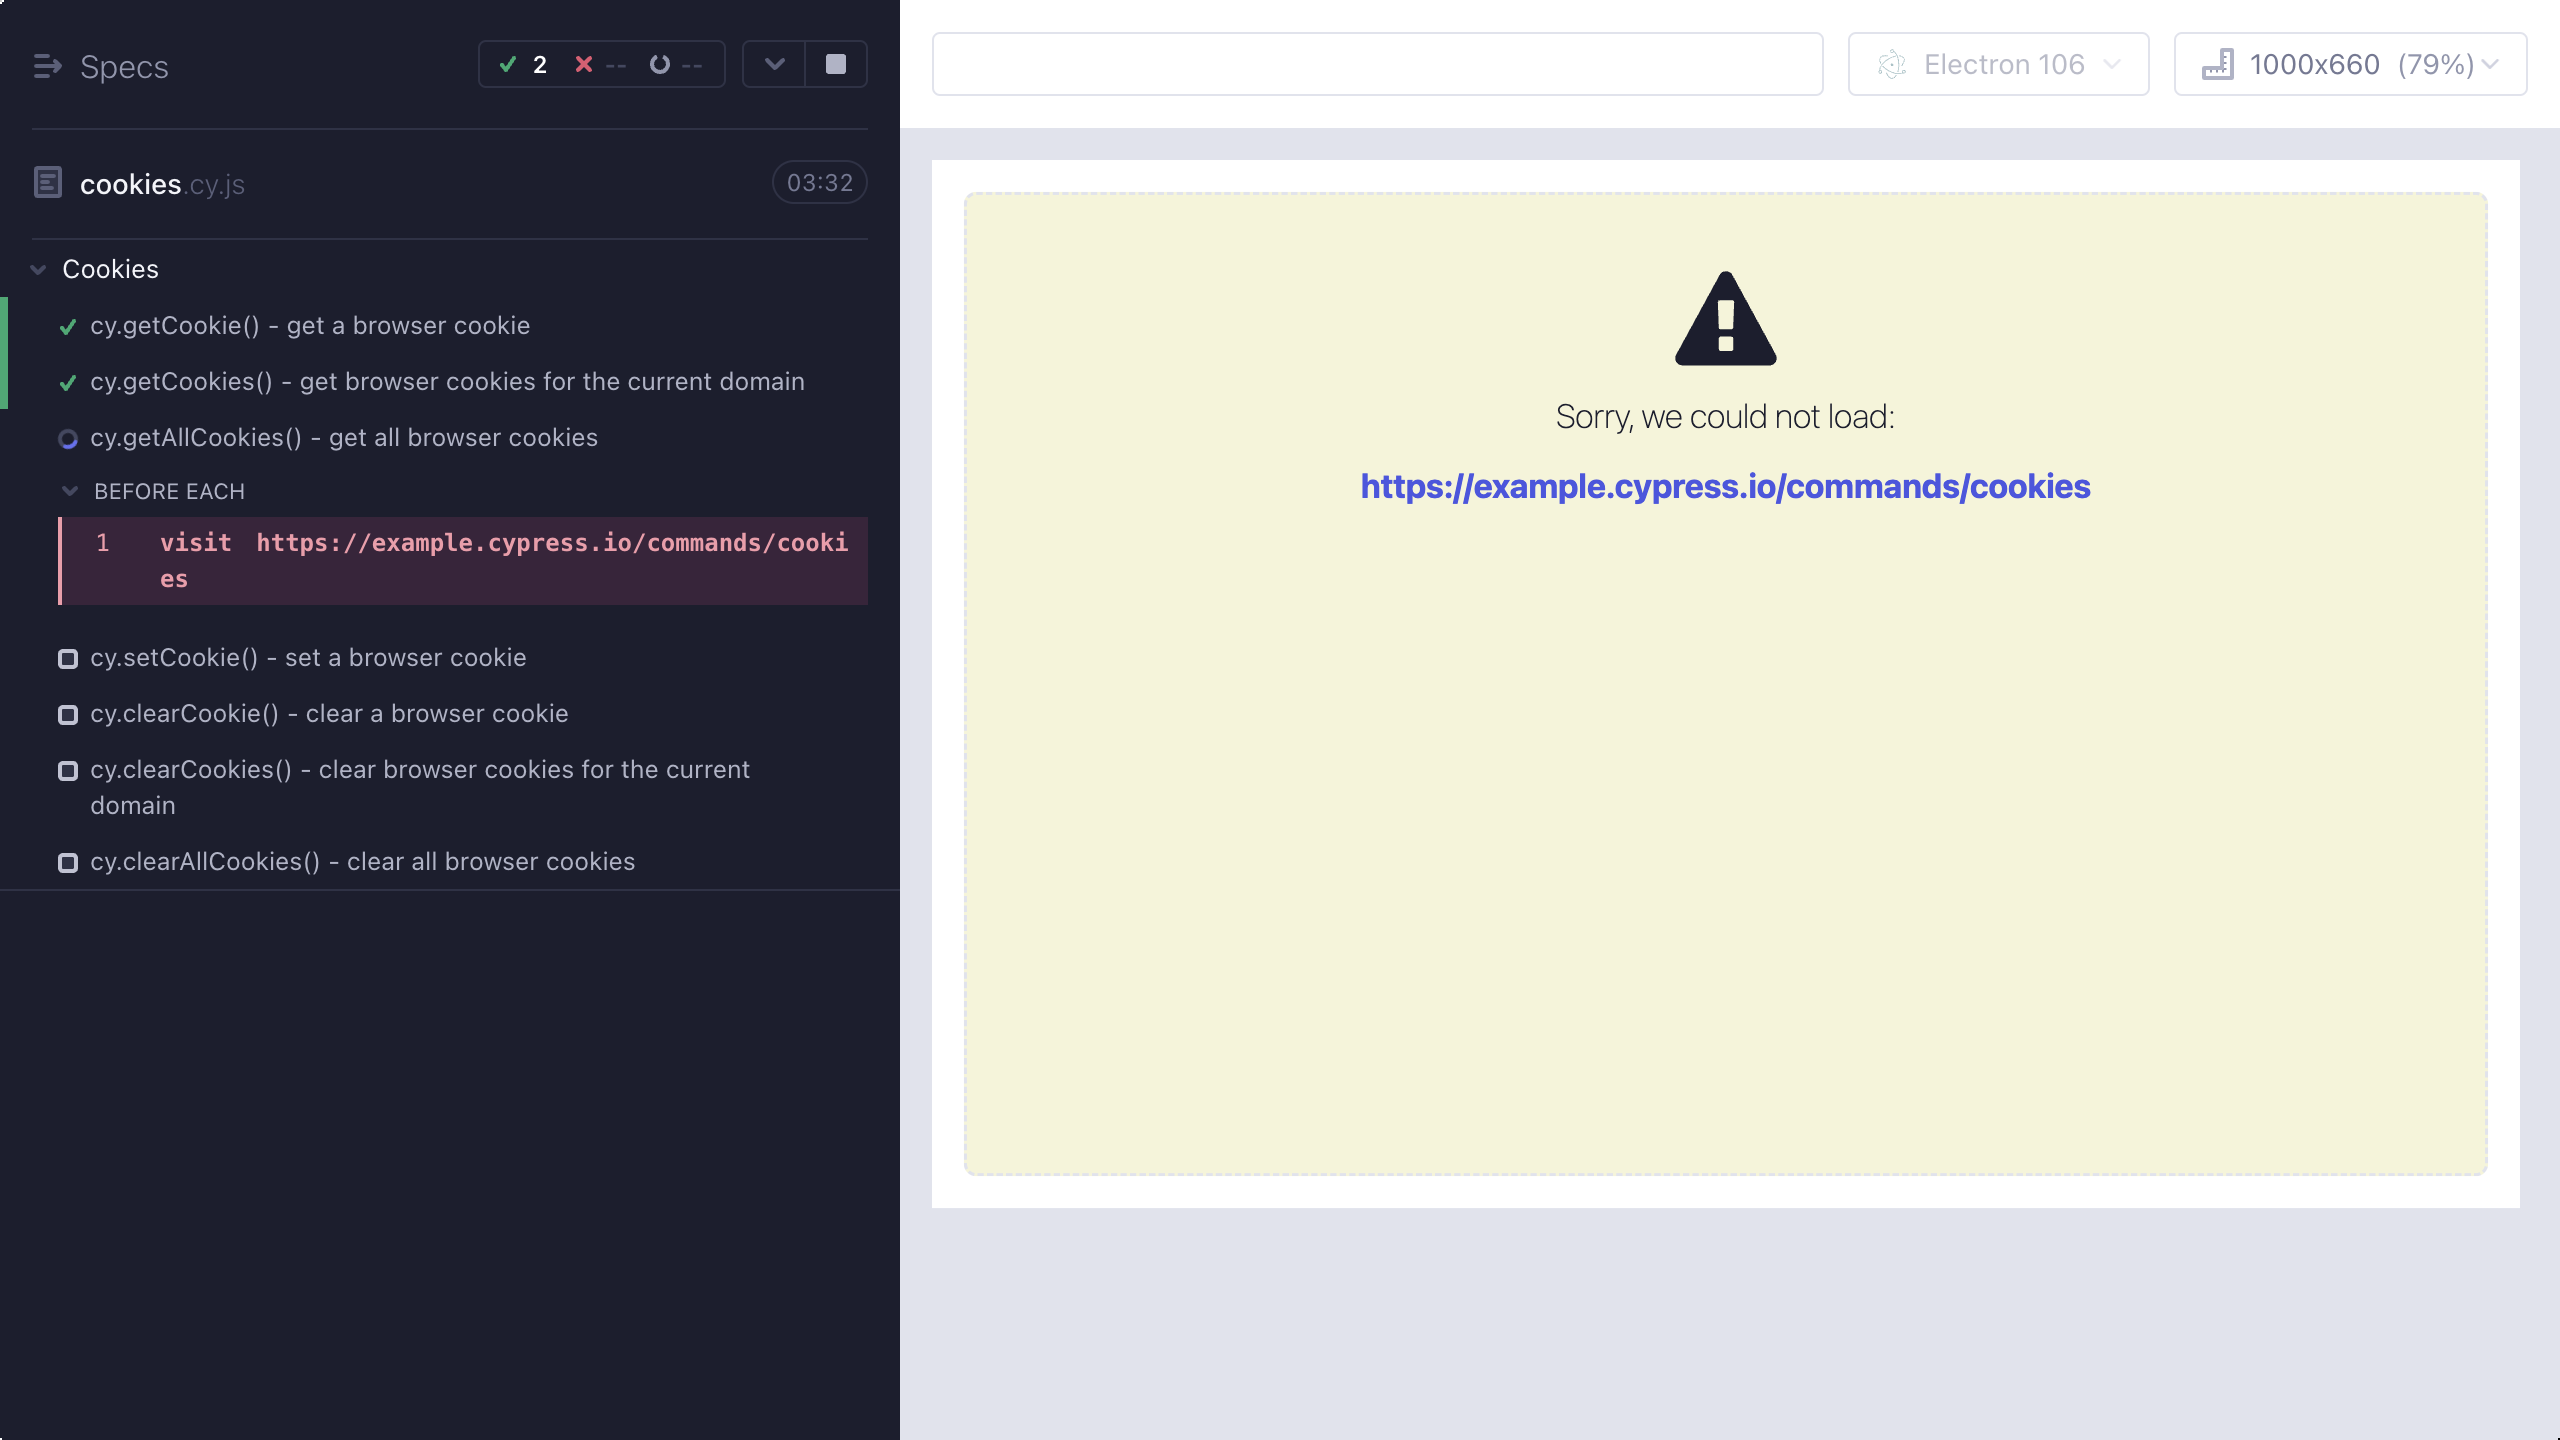 Specs
2 -- --
cookies.cy.js
03:32
Cookies
cy.getCookie() - get a browser cookie
cy.getCookies() - get browser cookies for the current domain
cy.getAllCookies() - get all browser cookies
BEFORE EACH
1 visit https://example.cypress.io/commands/cooki
es
cy.setCookie() - set a browser cookie
cy.clearCookie() - clear a browser cookie
cy.clearCookies() - clear browser cookies for the current
domain
cy.clearAllCookies() - clear all browser cookies
Electron 106
1000x660 (79%)
Sorry, we could not load:
https://example.cypress.io/commands/cookies